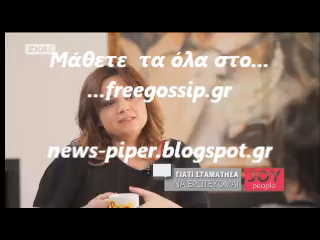 ΣΚΑΪ
Μάθετε τα όλα στο...
...freegossip.gr
news-piper.blogspot.gr
ΓΙΑΤΙ ΣΤΑΜΑΤΗΣΑ
ΝΑ ΕΡΩΤΕΥΟΜΑΙ
JOY
people